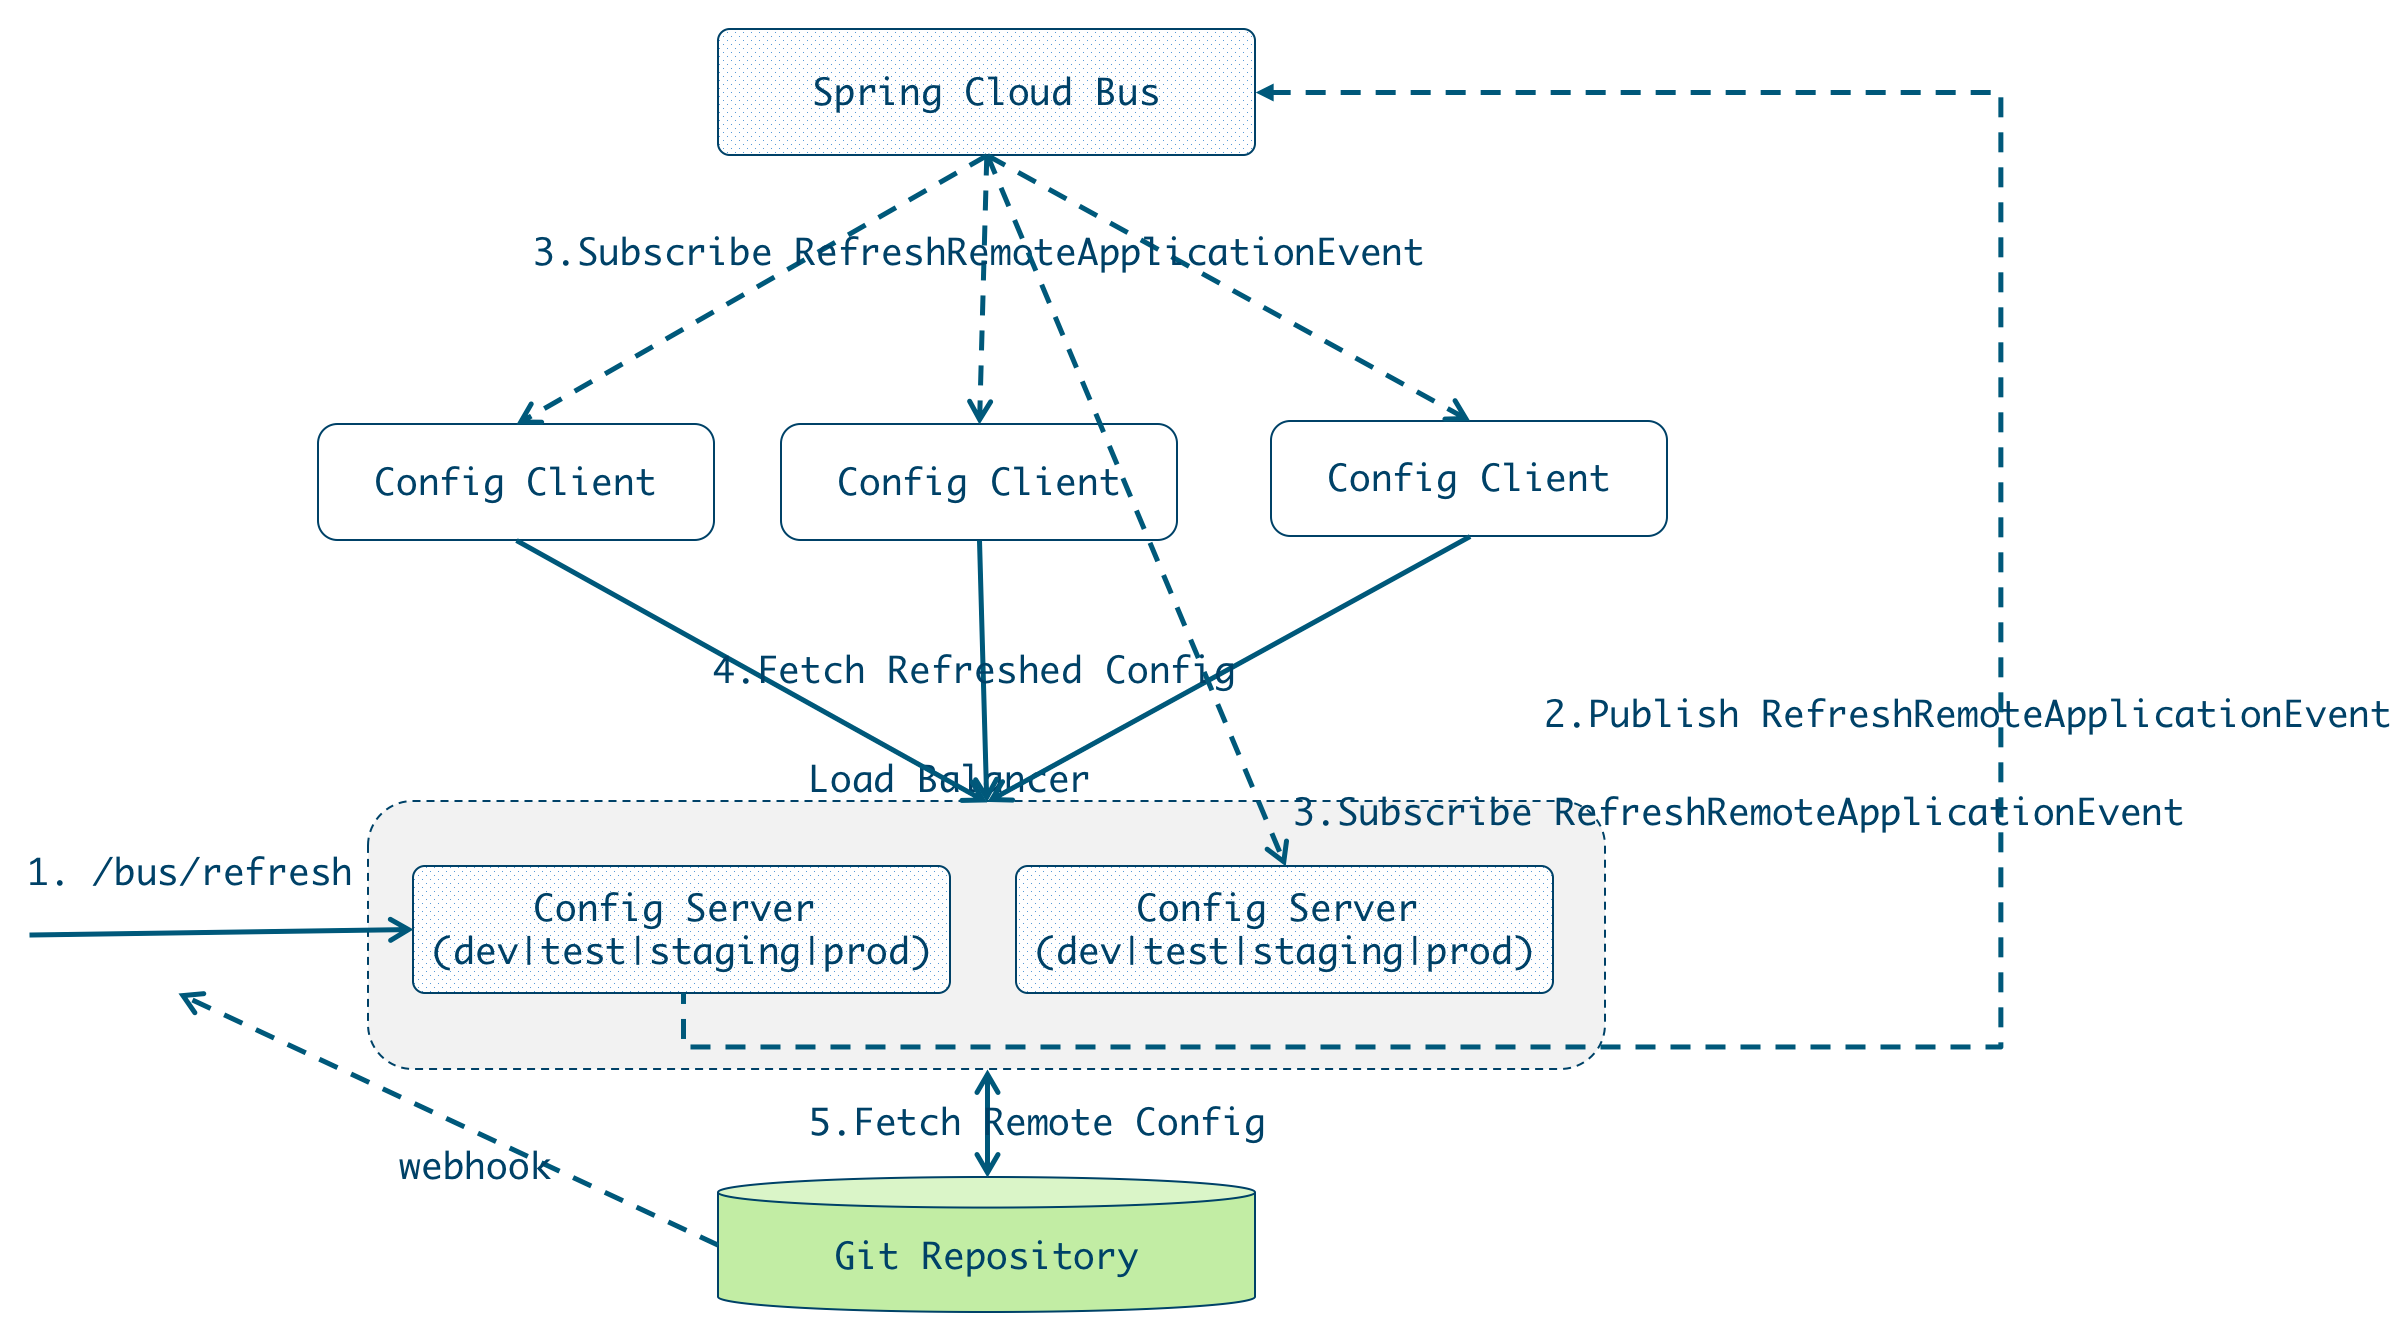 Spring Cloud Bus
3.Subscribe RefreshRemoteApplicationEvent
Config Client
Config Client
Config Client
4.Fetch Refreshed Config
2.Publish RefreshRemoteApplicationEvent
Load Balancer
3.Subscribe RefreshRemoteApplicationEvent
1. /bus/refresh
Config Server
(dev|test|staging|prod)
Config Server
(dev|test|staging|prod)
5.Fetch Remote Config
webhook
Git Repository